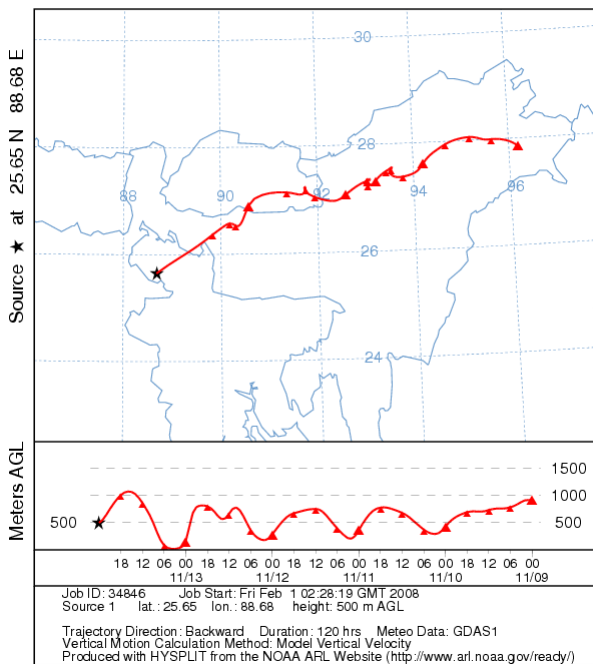 Source ★ at 25.65 N 88.68 E
30
28
88
90
92
94
96
26
24
Meters AGL
1500
1000
500
500
18 12 06 00 18 12 06 00 18 12 06 00 18 12 06 00 18 12 06 00
11/13 11/12 11/11 11/10 11/09
Job ID: 34846 Job Start: Fri Feb 1 02:28:19 GMT 2008
Source 1 lat.: 25.65 lon.: 88.68 height: 500 m AGL
Trajectory Direction: Backward Duration: 120 hrs Meteo Data: GDAS1
Vertical Motion Calculation Method: Model Vertical Velocity
Produced with HYSPLIT from the NOAA ARL Website (http://www.arl.noaa.gov/ready/)